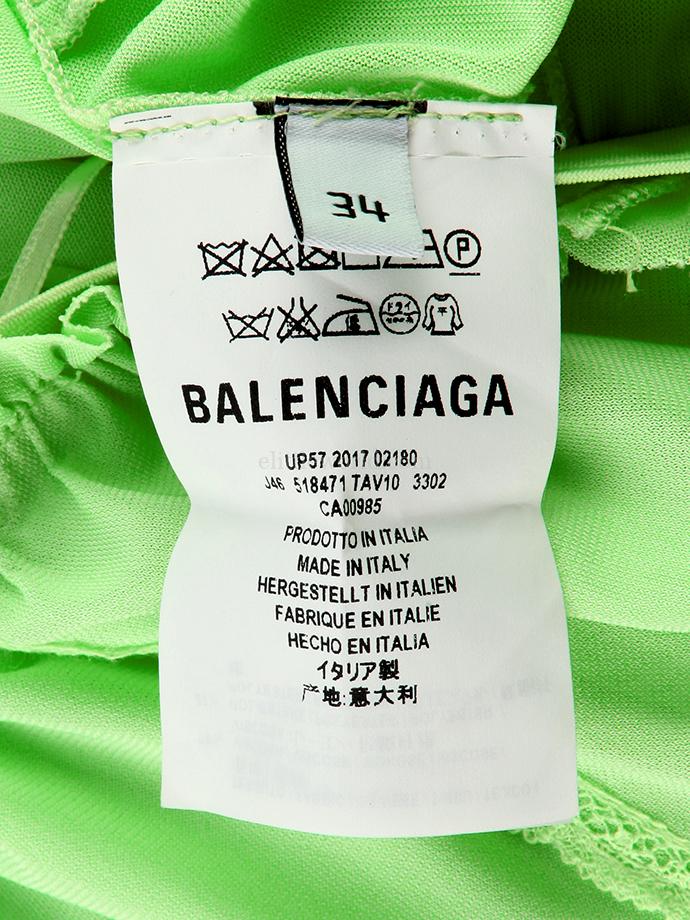 34
P
BALENCIAGA
UP57 2017 02180
J46 518471 TAV10 3302
CA00985
PRODOTTO IN ITALIA
MADE IN ITALY
HERGESTELLT IN ITALIEN
FABRIQUE EN ITALIE
HECHO EN ITALIA
イタリア製
产地:意大利